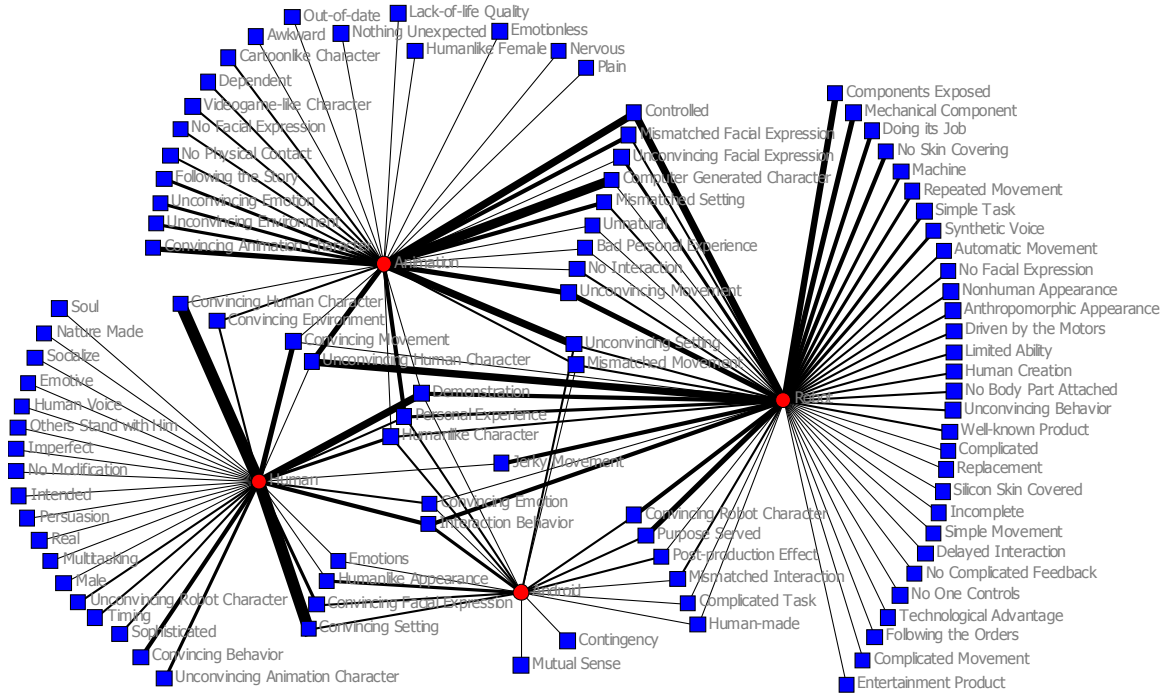 Out-of-date
Lack-of-life Quality
Awkward
Nothing Unexpected
Emotionless
Cartoonlike Character
Humanlike Female
Nervous
Plain
Dependent
Videogame-like Character
No Facial Expression
No Physical Contact
Following the Story
Unconvincing Emotion
Unconvincing Environment
Convincing Animation Character
Animation
Controlled
Mismatched Facial Expression
Unconvincing Facial Expression
Computer Generated Character
Mismatched Setting
Unnatural
Bad Personal Experience
No Interaction
Unconvincing Movement
Unconvincing Setting
Mismatched Movement
Components Exposed
Mechanical Component
Doing its Job
No Skin Covering
Machine
Repeated Movement
Simple Task
Synthetic Voice
Automatic Movement
No Facial Expression
Nonhuman Appearance
Anthropomorphic Appearance
Driven by the Motors
Limited Ability
Human Creation
No Body Part Attached
Unconvincing Behavior
Well-known Product
Complicated
Replacement
Silicon Skin Covered
Incomplete
Simple Movement
Delayed Interaction
No Complicated Feedback
No One Controls
Technological Advantage
Following the Orders
Complicated Movement
Entertainment Product
Robot
Convincing Human Character
Convincing Environment
Convincing Movement
Unconvincing Human Character
Demonstration
Personal Experience
Humanlike Character
Jerky Movement
Convincing Emotion
Interaction Behavior
Soul
Nature Made
Socialize
Emotive
Human Voice
Others Stand with Him
Imperfect
No Modification
Intended
Persuasion
Real
Multitasking
Male
Unconvincing Robot Character
Timing
Sophisticated
Convincing Behavior
Unconvincing Animation Character
Human
Emotions
Humanlike Appearance
Convincing Facial Expression
Convincing Setting
Android
Convincing Robot Character
Purpose Served
Post-production Effect
Mismatched Interaction
Complicated Task
Human-made
Contingency
Mutual Sense